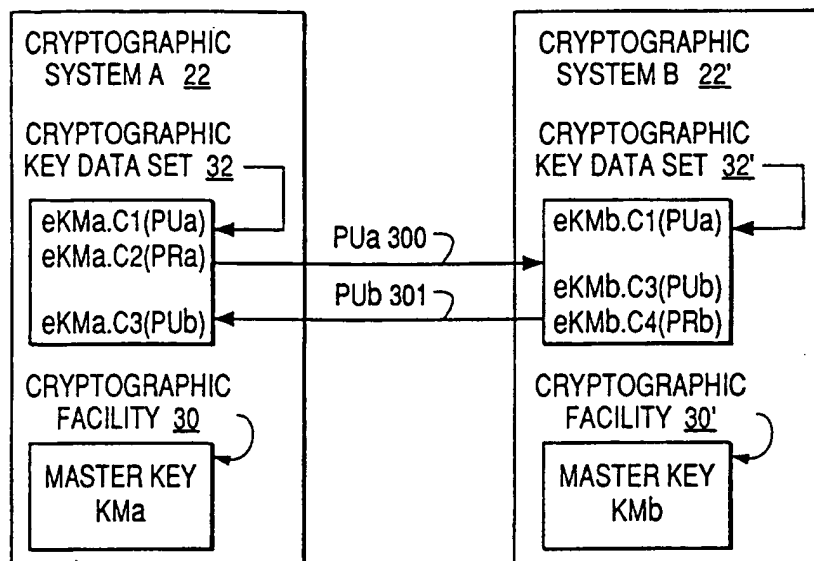 CRYPTOGRAPHIC
SYSTEM A 22
CRYPTOGRAPHIC
KEY DATA SET 32
eKMa.C1(PUa)
eKMa.C2(PRa)
eKMa.C3(PUb)
CRYPTOGRAPHIC
FACILITY 30
MASTER KEY
KMa
PUa 300
PUb 301
CRYPTOGRAPHIC
SYSTEM B 22'
CRYPTOGRAPHIC
KEY DATA SET 32'
eKMb.C1(PUa)
eKMb.C3(PUb)
eKMb.C4(PRb)
CRYPTOGRAPHIC
FACILITY 30'
MASTER KEY
KMb